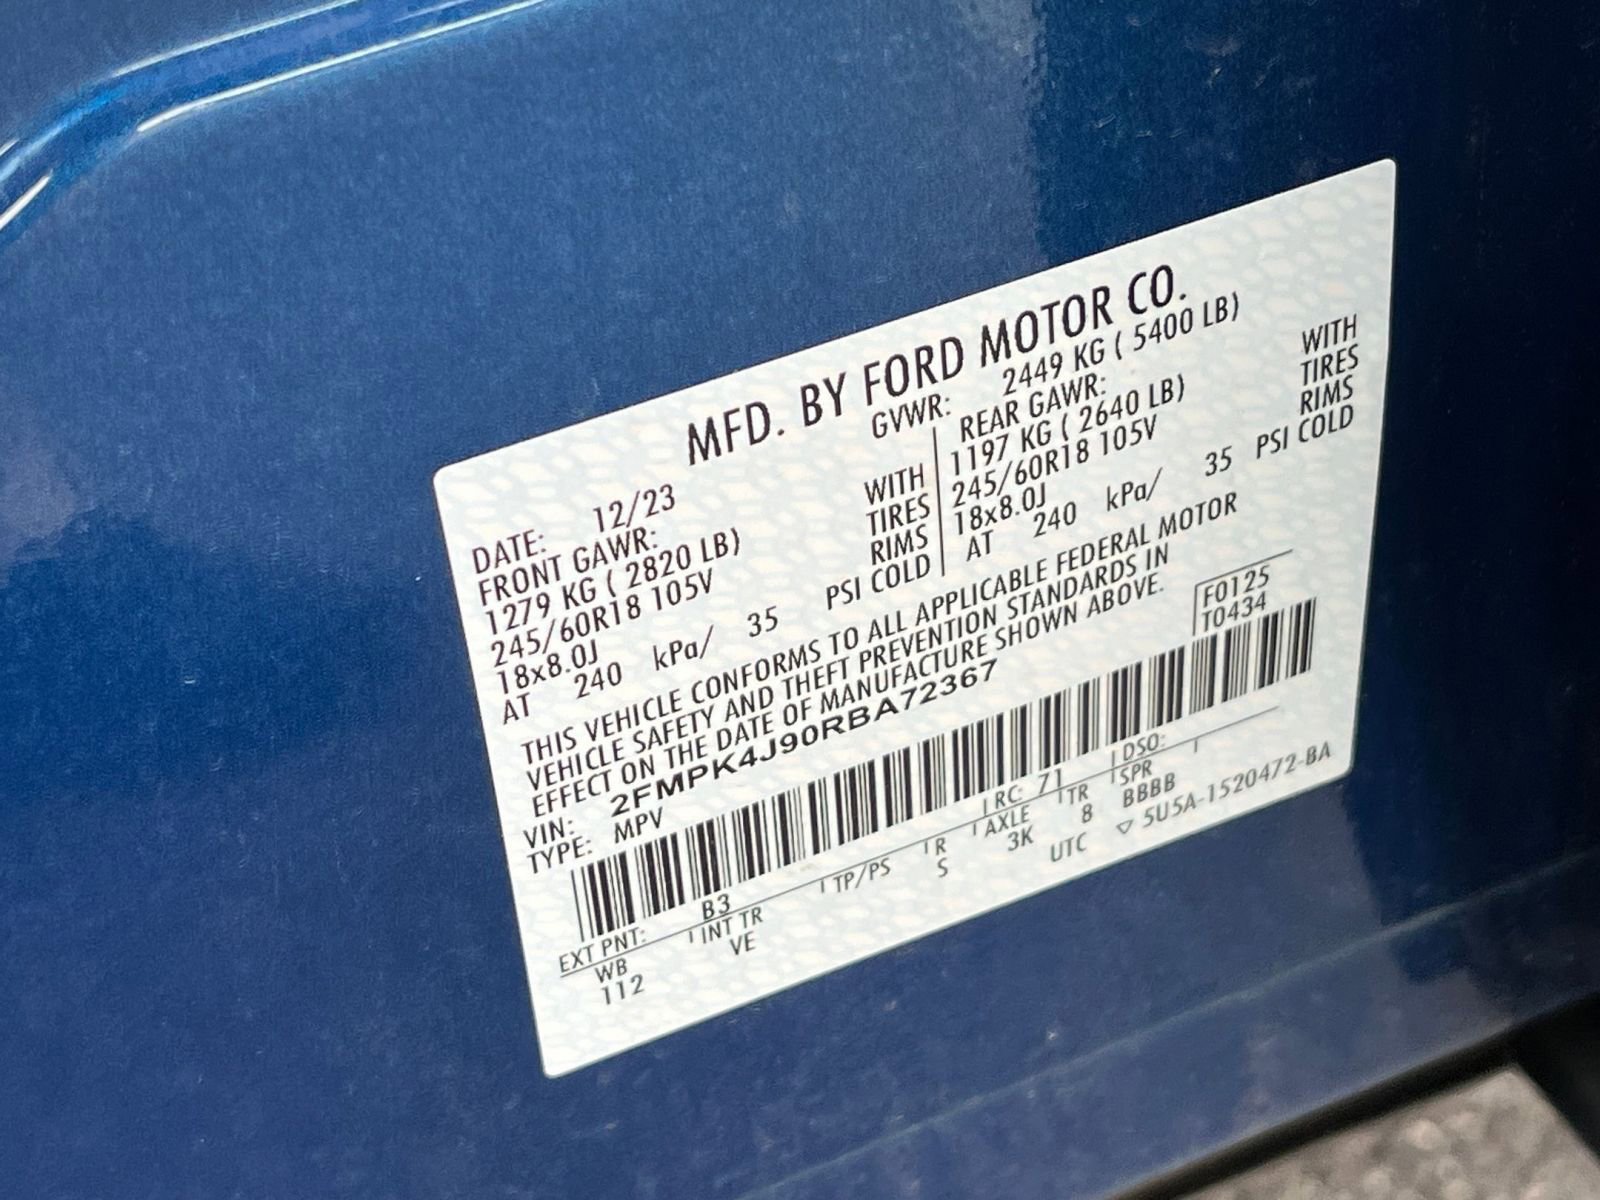 MFD. BY FORD MOTOR CO.
DATE: 12/23 GVWR: 2449 KG ( 5400 LB)
FRONT GAWR: REAR GAWR:
1279 KG ( 2820 LB) WITH 1197 KG ( 2640 LB) WITH
245/60R18 105V TIRES 245/60R18 105V TIRES
18x8.0J RIMS 18x8.0J RIMS
AT 240 kPa/ 35 PSI COLD AT 240 kPa/ 35 PSI COLD
THIS VEHICLE CONFORMS TO ALL APPLICABLE FEDERAL MOTOR
VEHICLE SAFETY AND THEFT PREVENTION STANDARDS IN
EFFECT ON THE DATE OF MANUFACTURE SHOWN ABOVE.
VIN: 2FMPK4J90RBA72367 F0125
TYPE: MPV T0434
EXT PNT: B3 RC: 71 DSO:
WB INT TR TP/PS R AXLE TR SPR
112 VE S 3K 8 BBBB
UTC ▽ 5U5A-1520472-BA